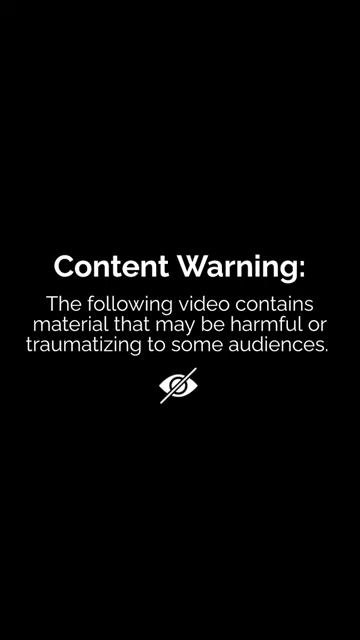 Content Warning:
The following video contains
material that may be harmful or
traumatizing to some audiences.